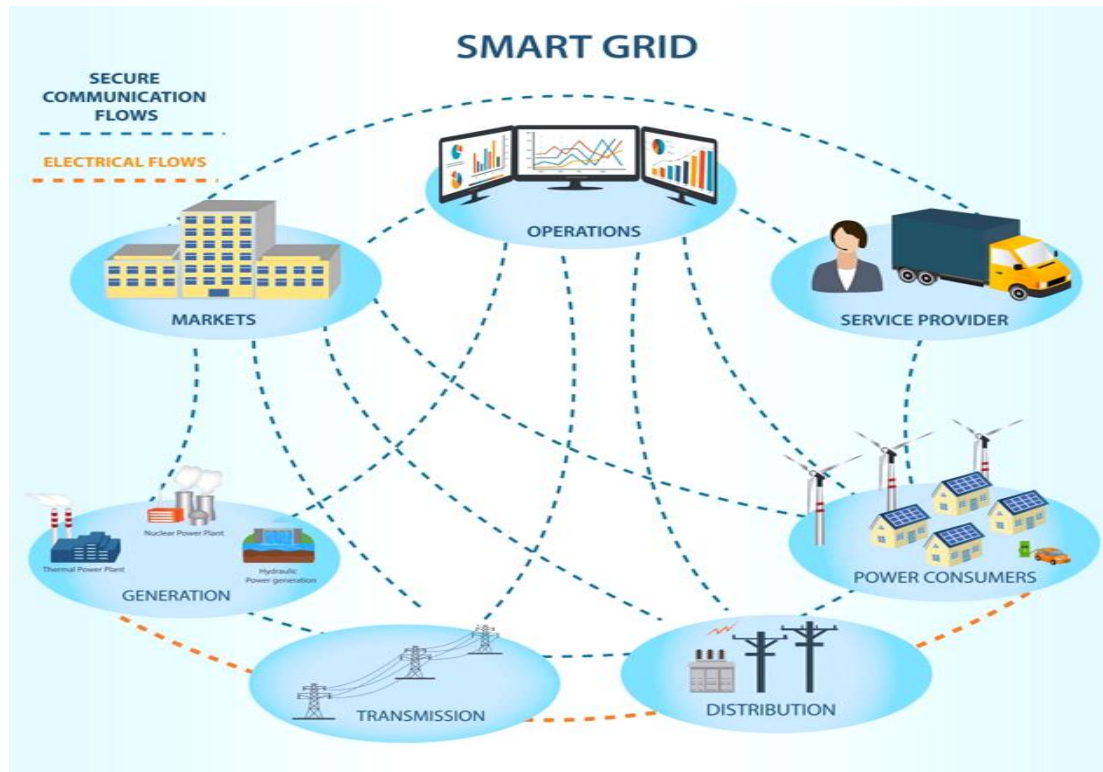 SMART GRID
SECURE
COMMUNICATION
FLOWS
ELECTRICAL FLOWS
OPERATIONS
MARKETS
SERVICE PROVIDER
Nuclear Power Plant
Thermal Power Plant
Hydraulic
Power generation
GENERATION
POWER CONSUMERS
TRANSMISSION
DISTRIBUTION